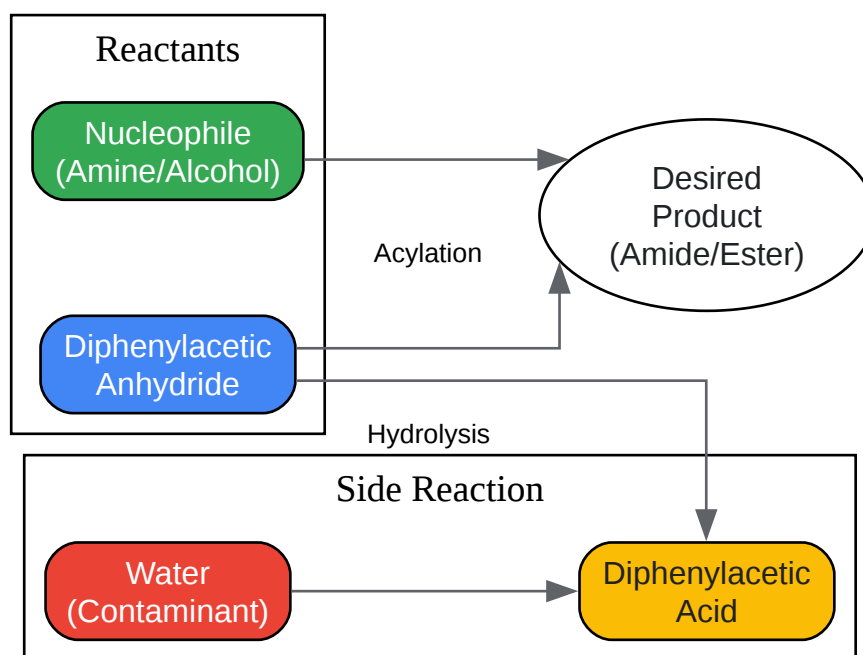 Reactants
Nucleophile
(Amine/Alcohol)
Desired
Product
(Amide/Ester)
Acylation
Diphenylacetic
Anhydride
Hydrolysis
Side Reaction
Water
(Contaminant)
Diphenylacetic
Acid